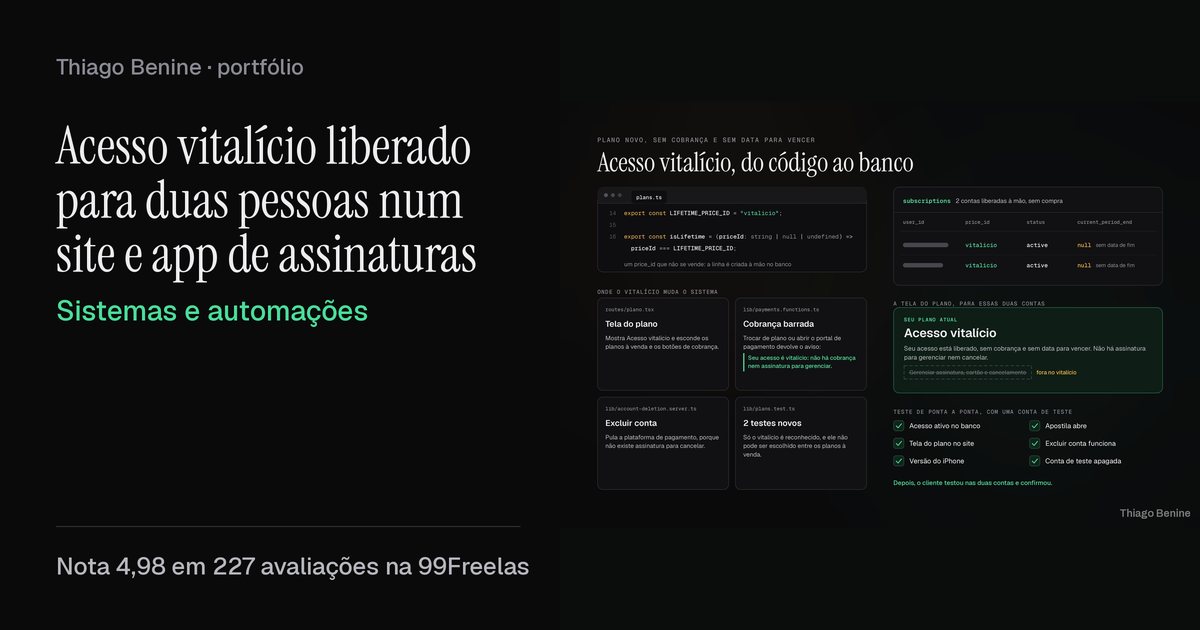 Thiago Benine · portfólio
Acesso vitalício liberado
para duas pessoas num
site e app de assinaturas
Sistemas e automações
Nota 4,98 em 227 avaliações na 99Freelas
PLANO NOVO, SEM COBRANÇA E SEM DATA PARA VENCER
Acesso vitalício, do código ao banco
plans.ts
14 export const LIFETIME_PRICE_ID = "vitalicio";
15
16 export const isLifetime = (priceId: string | null | undefined) =>
priceId === LIFETIME_PRICE_ID;
um price_id que não se vende: a linha é criada à mão no banco
ONDE O VITALÍCIO MUDA O SISTEMA
routes/plano.tsx
Tela do plano
Mostra Acesso vitalício e esconde os
planos à venda e os botões de cobrança.
lib/payments.functions.ts
Cobrança barrada
Trocar de plano ou abrir o portal de
pagamento devolve o aviso:
Seu acesso é vitalício: não há cobrança
nem assinatura para gerenciar.
lib/account-deletion.server.ts
Excluir conta
Pula a plataforma de pagamento, porque
não existe assinatura para cancelar.
lib/plans.test.ts
2 testes novos
Só o vitalício é reconhecido, e ele não
pode ser escolhido entre os planos à
venda.
subscriptions 2 contas liberadas à mão, sem compra
user_id price_id status current_period_end
vitalicio active null sem data de fim
vitalicio active null sem data de fim
A TELA DO PLANO, PARA ESSAS DUAS CONTAS
SEU PLANO ATUAL
Acesso vitalício
Seu acesso está liberado, sem cobrança e sem data para vencer. Não há assinatura
para gerenciar nem cancelar.
Gerenciar assinatura, cartão e cancelamento fora no vitalício
TESTE DE PONTA A PONTA, COM UMA CONTA DE TESTE
Acesso ativo no banco
Apostila abre
Tela do plano no site
Excluir conta funciona
Versão do iPhone
Conta de teste apagada
Depois, o cliente testou nas duas contas e confirmou.
Thiago Benine